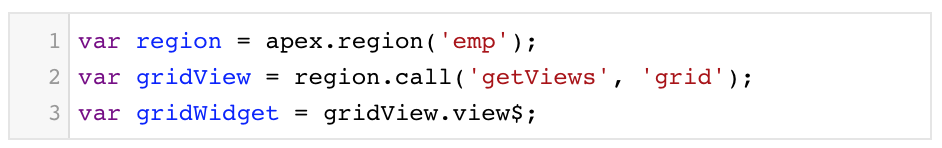 1 var region = apex.region('emp');
2 var gridView = region.call('getViews', 'grid');
3 var gridWidget = gridView.view$;